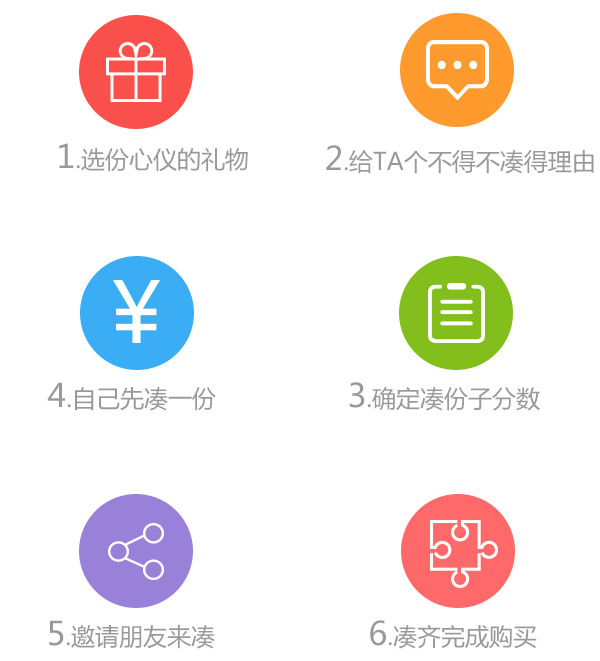 1.选份心仪的礼物
2.给TA个不得不凑得理由
¥
4.自己先凑一份
3.确定凑份子分数
5.邀请朋友来凑
6.凑齐完成购买